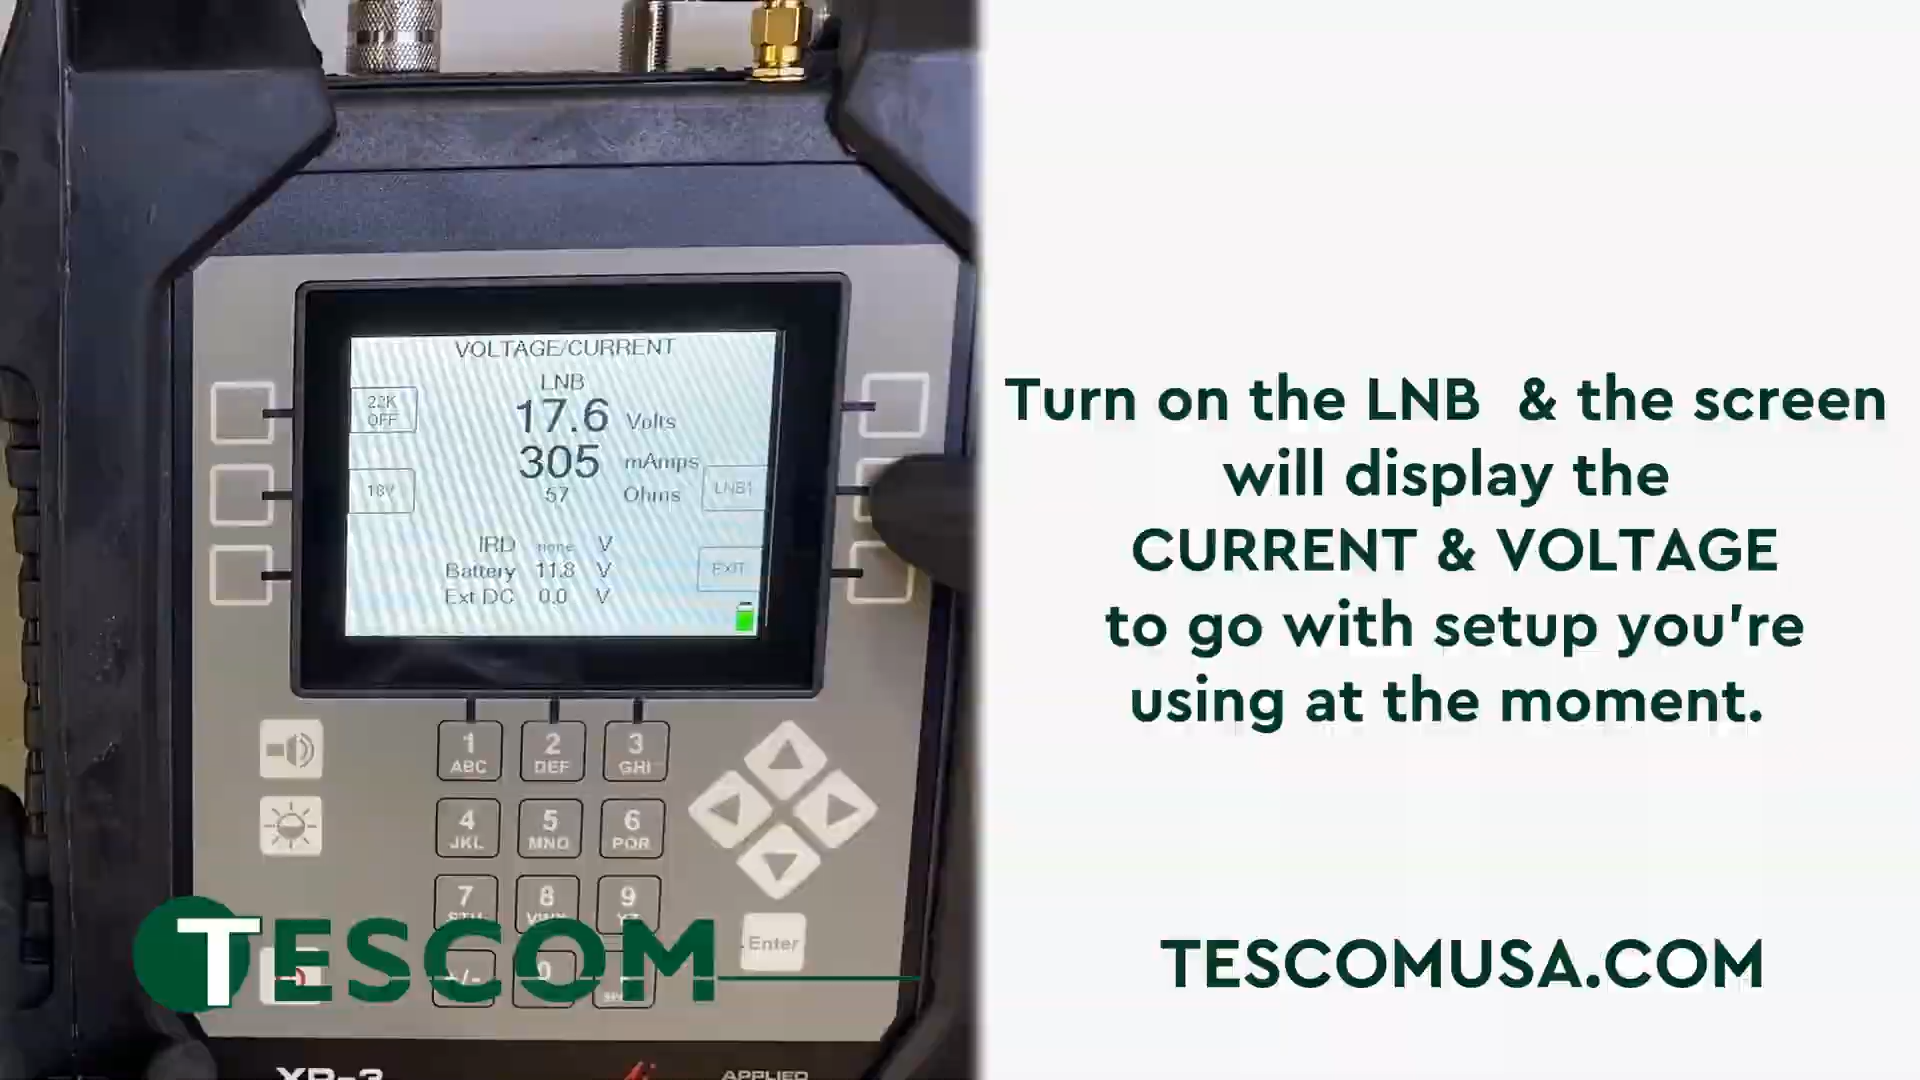 VOLTAGE/CURRENT
LNB
22K
OFF
17.6 Volts
305 mAmps
18V
57 Ohms
LNB1
IRD none V
Battery 11.8 V
EXIT
Ext DC 0.0 V
1
ABC
2
DEF
3
GHI
4
JKL
5
MNO
6
PQR
7
8
9
YZ
Enter
+/-
0
TESCOM
XR-3
APPLIED
Turn on the LNB & the screen
will display the
CURRENT & VOLTAGE
to go with setup you're
using at the moment.
TESCOMUSA.COM